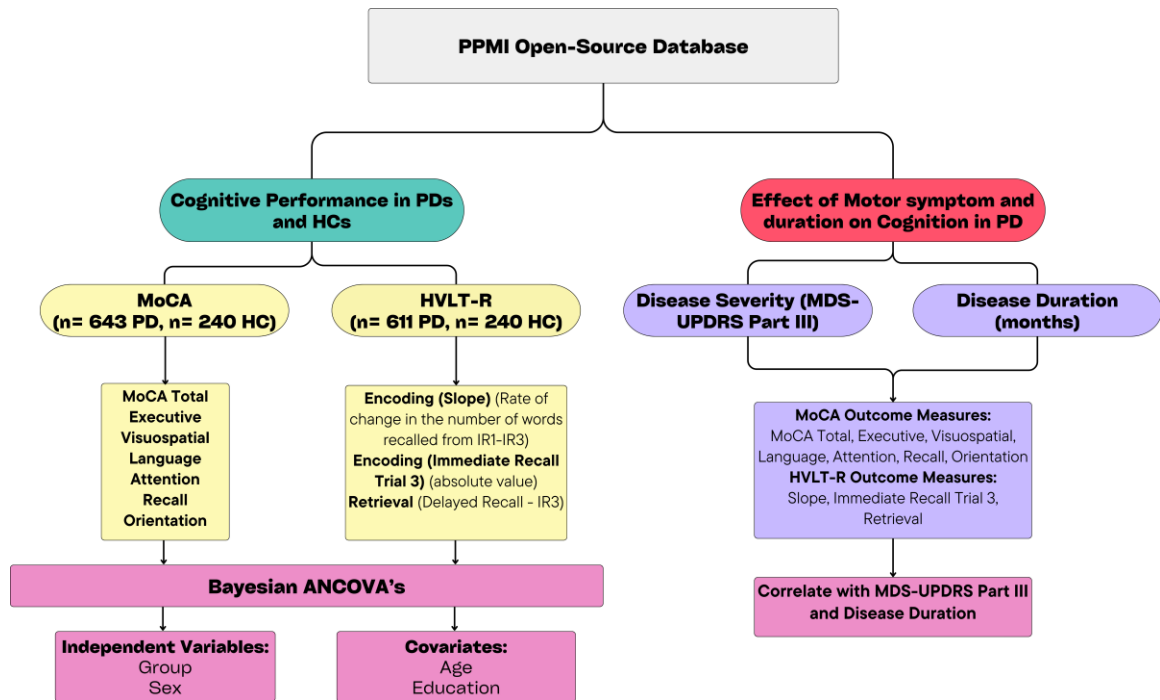 PPMI Open-Source Database
Cognitive Performance in PDs
and HCs
Effect of Motor symptom and
duration on Cognition in PD
MoCA
(n= 643 PD, n= 240 HC)
HVLT-R
(n= 611 PD, n= 240 HC)
Disease Severity (MDS-
UPDRS Part III)
Disease Duration
(months)
MoCA Total
Executive
Visuospatial
Language
Attention
Recall
Orientation
Encoding (Slope) (Rate of
change in the number of words
recalled from IR1-IR3)
Encoding (Immediate Recall
Trial 3) (absolute value)
Retrieval (Delayed Recall - IR3)
MoCA Outcome Measures:
MoCA Total, Executive, Visuospatial,
Language, Attention, Recall, Orientation
HVLT-R Outcome Measures:
Slope, Immediate Recall Trial 3,
Retrieval
Bayesian ANCOVA's
Correlate with MDS-UPDRS Part III
and Disease Duration
Independent Variables:
Group
Sex
Covariates:
Age
Education